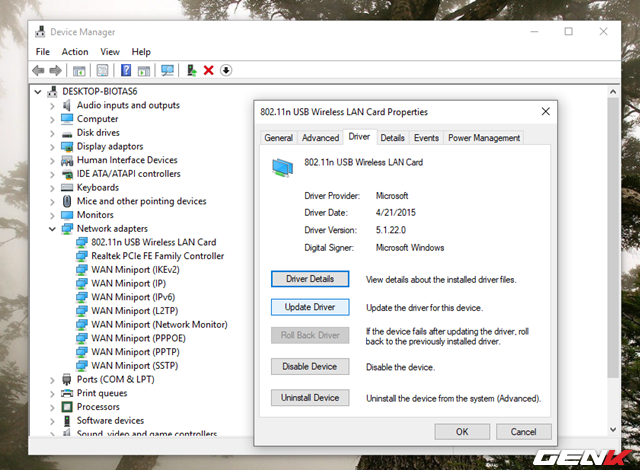 Device Manager
File Action View Help
DESKTOP-BIOTAS6
Audio inputs and outputs
Computer
Disk drives
Display adaptors
Human Interface Devices
IDE ATA/ATAPI controllers
Keyboards
Mice and other pointing devices
Monitors
Network adapters
802.11n USB Wireless LAN Card
Realtek PCIe FE Family Controller
WAN Miniport (IKEv2)
WAN Miniport (IP)
WAN Miniport (IPv6)
WAN Miniport (L2TP)
WAN Miniport (Network Monitor)
WAN Miniport (PPPOE)
WAN Miniport (PPTP)
WAN Miniport (SSTP)
Ports (COM & LPT)
Print queues
Processors
Software devices
Sound, video and game controllers
802.11n USB Wireless LAN Card Properties
General Advanced Driver Details Events Power Management
802.11n USB Wireless LAN Card
Driver Provider: Microsoft
Driver Date: 4/21/2015
Driver Version: 5.1.22.0
Digital Signer: Microsoft Windows
Driver Details View details about the installed driver files.
Update Driver Update the driver for this device.
Roll Back Driver If the device fails after updating the driver, roll
back to the previously installed driver.
Disable Device Disable the device.
Uninstall Device Uninstall the device from the system (Advanced).
OK Cancel
GENK